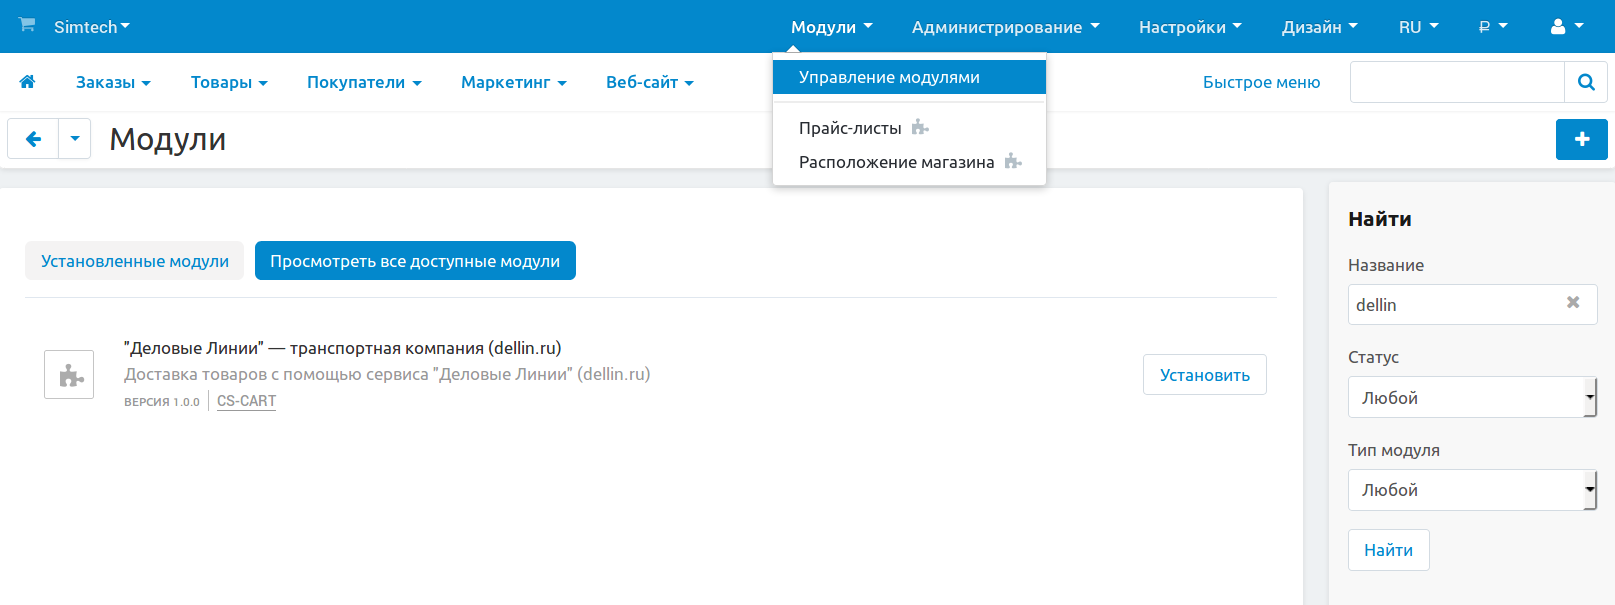 Simtech Модули Администрирование Настройки Дизайн RU ₽
Заказы Товары Покупатели Маркетинг Веб-сайт Управление модулями Быстрое меню
Модули
Прайс-листы
Расположение магазина
Установленные модули Просмотреть все доступные модули
"Деловые Линии" — транспортная компания (dellin.ru)
Доставка товаров с помощью сервиса "Деловые Линии" (dellin.ru)
ВЕРСИЯ 1.0.0 CS-CART
Установить
Найти
Название
dellin
Статус
Любой
Тип модуля
Любой
Найти